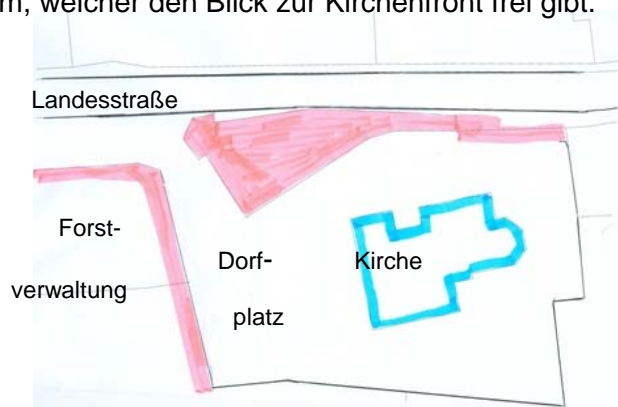 m, welcher den Blick zur Kirchenfront frei gibt.
Landesstraße
Forst-
verwaltung
Dorf-
platz
Kirche